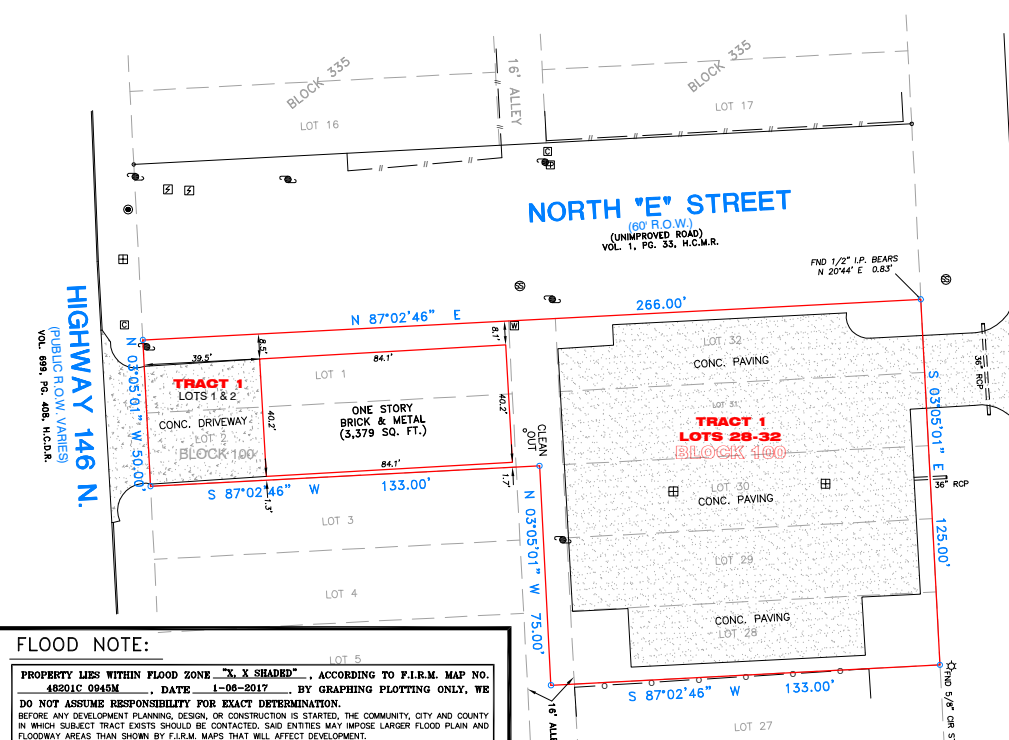 BLOCK 335
LOT 16
16' ALLEY
BLOCK 335
LOT 17
NORTH "E" STREET
(60' R.O.W.)
(UNIMPROVED ROAD)
VOL. 1, PG. 33, H.C.M.R.
FND 1/2" I.P. BEARS
N 20°44' E 0.83'
HIGHWAY 146 N.
(PUBLIC R.O.W. VARIES)
VOL. 699, PG. 408, H.C.D.R.
N 87°02'46" E
266.00'
N 03°05'01" W 50.00'
39.5'
8.5'
84.1'
8.1'
TRACT 1
LOTS 1 & 2
CONC. DRIVEWAY
LOT 2
BLOCK 100
40.2'
LOT 1
ONE STORY
BRICK & METAL
(3,379 SQ. FT.)
40.2'
84.1'
CLEAN
OUT
S 87°02'46" W 133.00'
1.3'
1.7'
LOT 32
CONC. PAVING
LOT 31
TRACT 1
LOTS 28-32
BLOCK 100
LOT 30
CONC. PAVING
LOT 29
CONC. PAVING
LOT 28
36" RCP
S 03°05'01" E 125.00'
36" RCP
N 03°05'01" W 75.00'
LOT 3
LOT 4
LOT 5
S 87°02'46" W 133.00'
LOT 27
FLOOD NOTE:
PROPERTY LIES WITHIN FLOOD ZONE "X, X SHADED" , ACCORDING TO F.I.R.M. MAP NO.
48201C 0945M , DATE 1-06-2017 . BY GRAPHING PLOTTING ONLY, WE
DO NOT ASSUME RESPONSIBILITY FOR EXACT DETERMINATION.
BEFORE ANY DEVELOPMENT PLANNING, DESIGN, OR CONSTRUCTION IS STARTED, THE COMMUNITY, CITY AND COUNTY
IN WHICH SUBJECT TRACT EXISTS SHOULD BE CONTACTED. SAID ENTITIES MAY IMPOSE LARGER FLOOD PLAIN AND
FLOODWAY AREAS THAN SHOWN BY F.I.R.M. MAPS THAT WILL AFFECT DEVELOPMENT.
16' ALLE
FND 5/8" CIR S